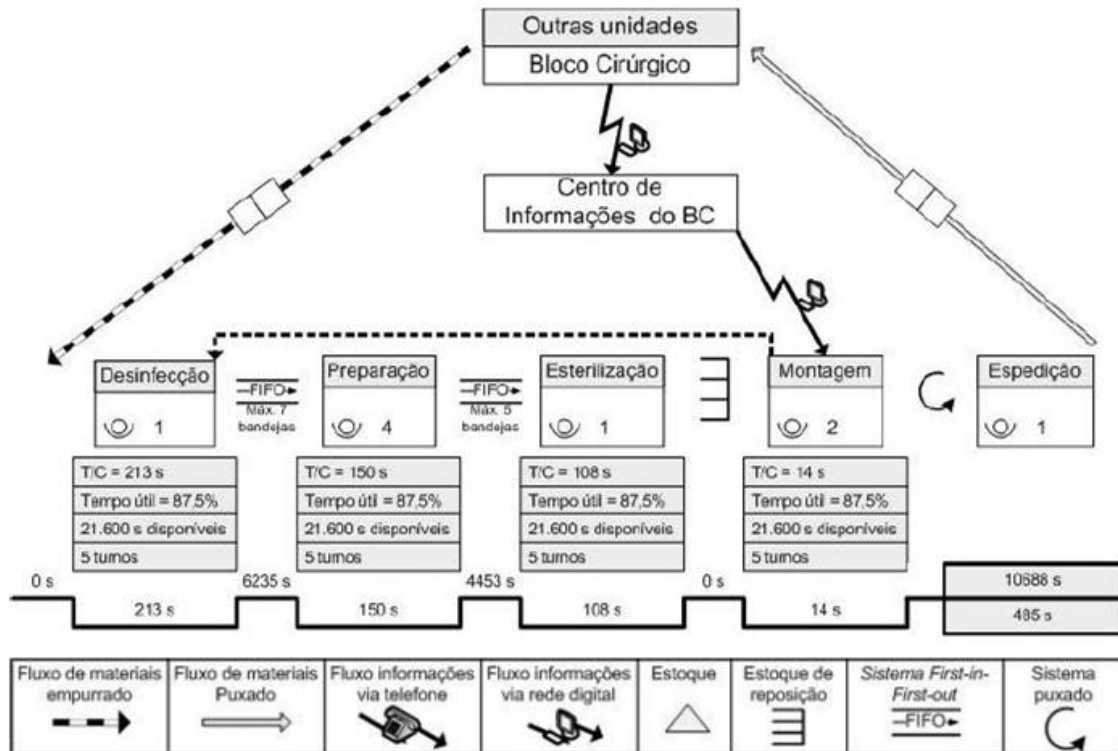 Outras unidades
Bloco Cirúrgico
Centro de
Informações do BC
Desinfecção
1
FIFO
Máx. 7
bandejas
Preparação
4
FIFO
Máx. 5
bandejas
Esterilização
1
Montagem
2
Espedição
1
T/C = 213 s
Tempo útil = 87,5%
21.600 s disponíveis
5 turnos
T/C = 150 s
Tempo útil = 87,5%
21.600 s disponíveis
5 turnos
T/C = 108 s
Tempo útil = 87,5%
21.600 s disponíveis
5 turnos
T/C = 14 s
Tempo útil = 87,5%
21.600 s disponíveis
5 turnos
0 s
213 s
6235 s
150 s
4453 s
108 s
0 s
14 s
10688 s
485 s
Fluxo de materiais
empurrado
Fluxo de materiais
Puxado
Fluxo informações
via telefone
Fluxo informações
via rede digital
Estoque
Estoque de
reposição
Sistema First-in-
First-out
FIFO
Sistema
puxado